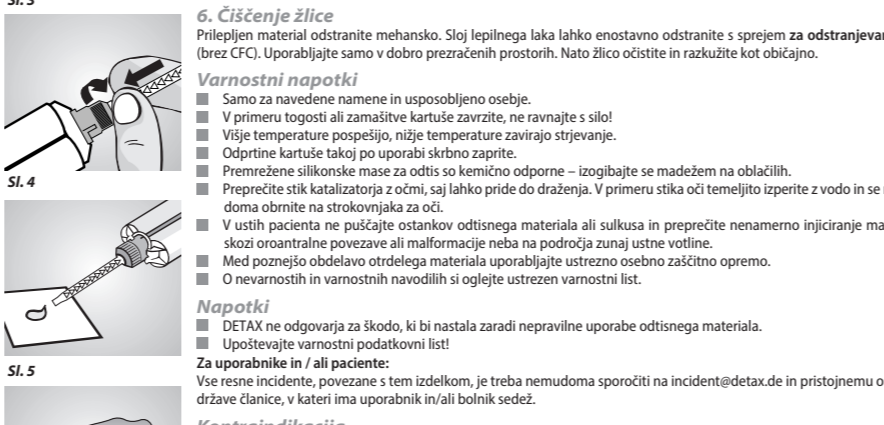 Sl. 3
6. Čiščenje žlice
Prilepljen material odstranite mehansko. Sloj lepilnega laka lahko enostavno odstranite s sprejem za
(brez CFC). Uporabljajte samo v dobro prezračenih prostorih. Nato žlico očistite in razkužite kot običajno.
Varnostni napotki
Samo za navedene namene in usposobljeno osebje.
V primeru togosti ali zamašitve kartuše zavrzite, ne ravnajte s silo!
Višje temperature pospešijo, nižje temperature zavirajo strjevanje.
Odprtine kartuše takoj po uporabi skrbno zaprite.
Premrežene silikonske mase za odtis so kemično odporne – izogibajte se madežem na oblačilih.
Sl. 4
Preprečite stik katalizatorja z očmi, saj lahko pride do draženja. V primeru stika oči temeljito izperite z vodo in se
doma obrnite na strokovnjaka za oči.
V ustih pacienta ne puščajte ostankov odtisnega materiala ali sulkusa in preprečite nenamerno injiciranje
skozi oroantralne povezave ali malformacije neba na področja zunaj ustne votline.
Med poznejšo obdelavo otrdelega materiala uporabljajte ustrezno osebno zaščitno opremo.
O nevarnostih in varnostnih navodilih si oglejte ustrezen varnostni list.
Napotki
DETAX ne odgovarja za škodo, ki bi nastala zaradi nepravilne uporabe odtisnega materiala.
Upoštevajte varnostni podatkovni list!
Za uporabnike in / ali paciente:
Sl. 5
Vse resne incidente, povezane s tem izdelkom, je treba nemudoma sporočiti na incident@detax.de in pristojnemu
države članice, v kateri ima uporabnik in/ali bolnik sedež.
Kontraindikacije